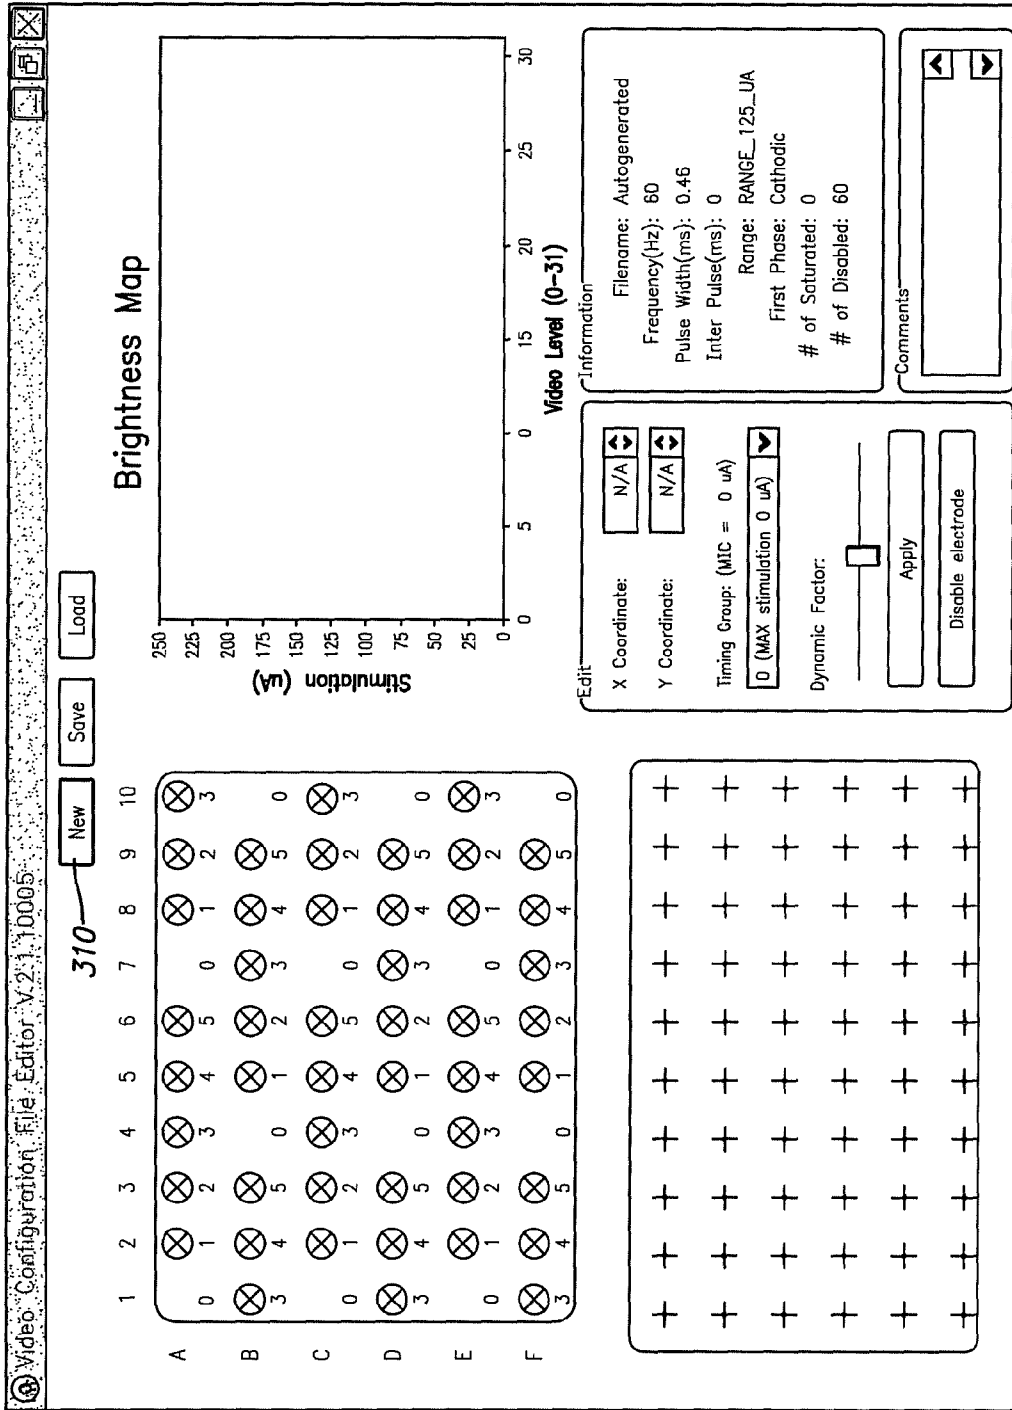 Video Configuration File Editor V.2.1.10005
310
New Save Load
1 2 3 4 5 6 7 8 9 10
A
0 1 2 3 4 5 0 1 2 3
B
3 4 5 0 1 2 3 4 5 0
C
0 1 2 3 4 5 0 1 2 3
D
3 4 5 0 1 2 3 4 5 0
E
0 1 2 3 4 5 0 1 2 3
F
3 4 5 0 1 2 3 4 5 0
Brightness Map
Stimulation (uA)
250
225
200
175
150
125
100
75
50
25
0
0 5 0 15 20 25 30
Video Level (0-31)
Edit
X Coordinate: N/A
Y Coordinate: N/A
Timing Group: (MIC = 0 uA)
0 (MAX stimulation 0 uA)
Dynamic Factor:
Apply
Disable electrode
Information
Filename: Autogenerated
Frequency(Hz): 60
Pulse Width(ms): 0.46
Inter Pulse(ms): 0
Range: RANGE_125_UA
First Phase: Cathodic
# of Saturated: 0
# of Disabled: 60
Comments